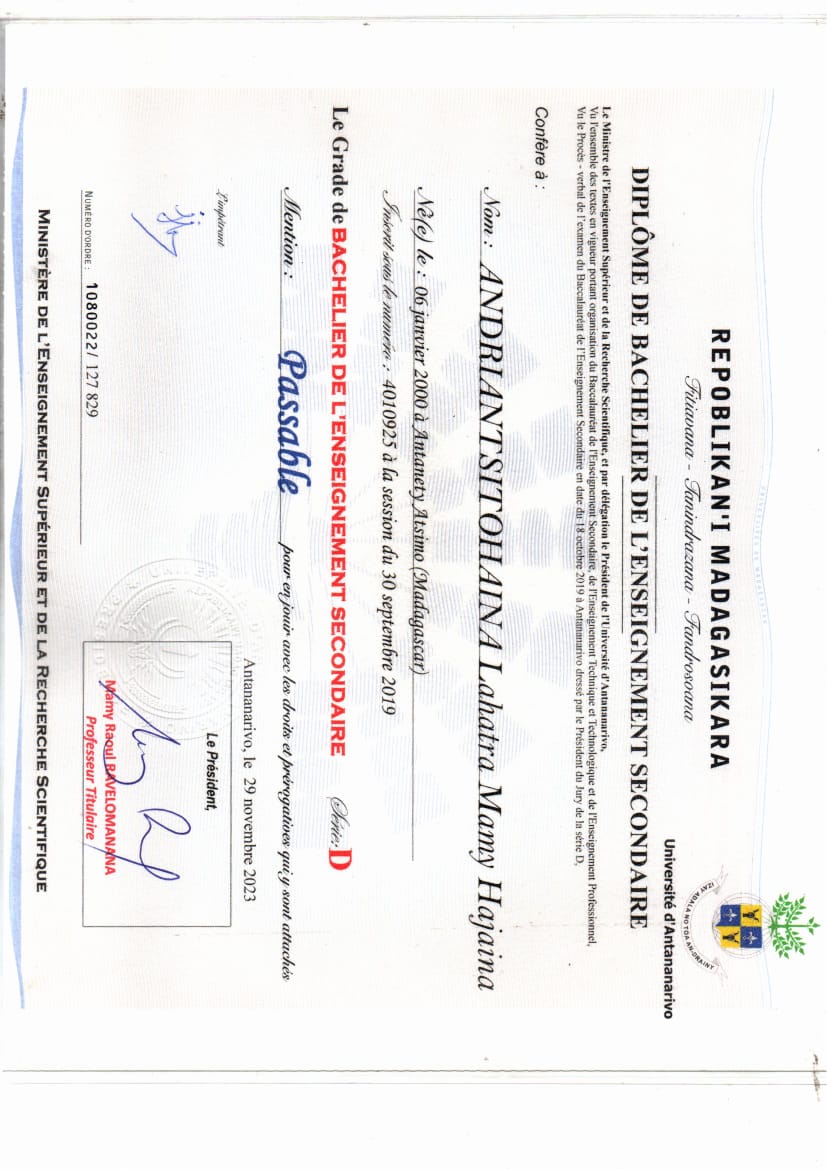 UNIVERSITÉS DE MADAGASCAR
REPOBLIKAN'I MADAGASIKARA
Fitiavana - Tanindrazana - Fandrosoana
IZAY ADALA NO TOA AN-DRAINY
Université d'Antananarivo
DIPLÔME DE BACHELIER DE L'ENSEIGNEMENT SECONDAIRE
Le Ministre de l'Enseignement Supérieur et de la Recherche Scientifique, et par délégation le Président de l'Université d'Antananarivo,
Vu l'ensemble des textes en vigueur portant organisation du Baccalauréat de l'Enseignement Secondaire, de l'Enseignement Technique et Technologique et de l'Enseignement Professionnel,
Vu le Procès - verbal de l'examen du Baccalauréat de l'Enseignement Secondaire en date du 18 octobre 2019 à Antananarivo dressé par le Président du Jury de la série D,
Confère à :
Nom : ANDRIANTSITOHAINA Lahatra Mamy Hajaina
Né(e) le : 06 janvier 2000 à Antanety Atsimo (Madagascar)
Inscrit sous le numéro : 4010925 à la session du 30 septembre 2019
Le Grade de BACHELIER DE L'ENSEIGNEMENT SECONDAIRE Série: D
Mention : Passable pour en jouir avec les droits et prérogatives qui y sont attachés
Antananarivo, le 29 novembre 2023
L'impétrant
Le Président,
Mamy Raoul RAVELOMANANA
Professeur Titulaire
NUMÉRO D'ORDRE : 1080022/ 127 829
MINISTÈRE DE L'ENSEIGNEMENT SUPÉRIEUR ET DE LA RECHERCHE SCIENTIFIQUE